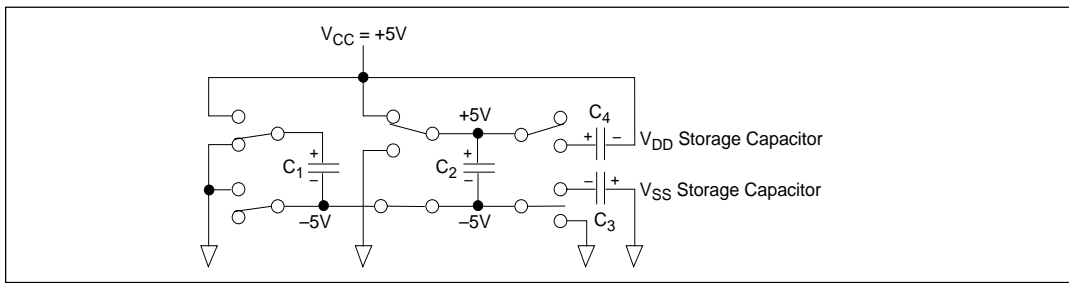 V_CC = +5V
+5V
C_4
+ −
V_DD Storage Capacitor
+
C_1
−
+
C_2
−
− +
V_SS Storage Capacitor
C_3
−5V
−5V